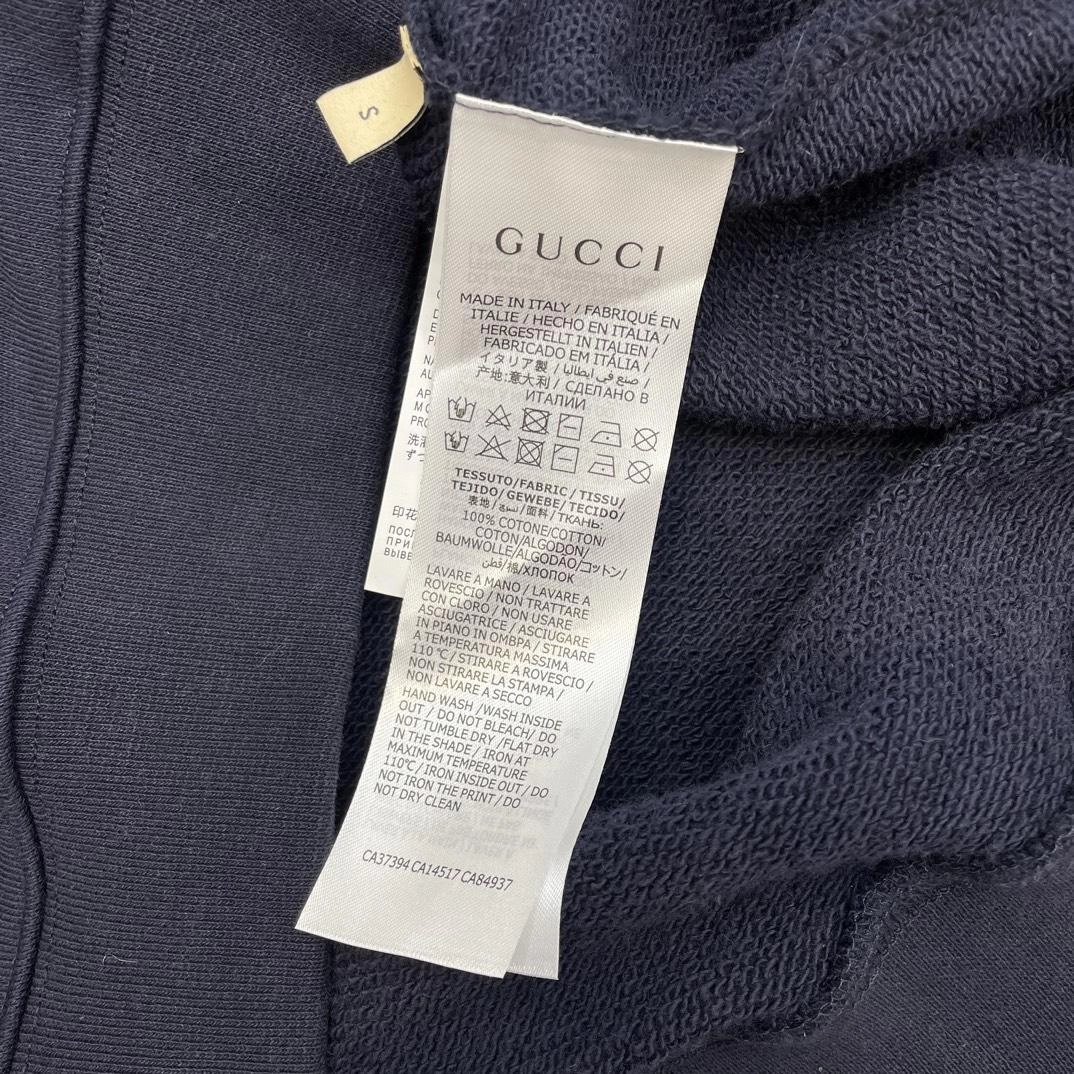 S
GUCCI
MADE IN ITALY / FABRIQUÉ EN
ITALIE / HECHO EN ITALIA /
HERGESTELLT IN ITALIEN /
FABRICADO EM ITÁLIA /
イタリア製 / صنع في ايطاليا /
产地:意大利 / СДЕЛАНО В
ИТАЛИИ
TESSUTO/FABRIC / TISSU/
TEJIDO/ GEWEBE/ TECIDO/
表地 / نسيج /面料 / ТКАНЬ:
100% COTONE/COTTON/
COTON/ALGODON/
BAUMWOLLE/ALGODÃO/コットン/
قطن/棉/ХЛОПОК
LAVARE A MANO / LAVARE A
ROVESCIO / NON TRATTARE
CON CLORO / NON USARE
ASCIUGATRICE / ASCIUGARE
IN PIANO IN OMBPA / STIRARE
A TEMPERATURA MASSIMA
110 ℃ / STIRARE A ROVESCIO /
NON STIRARE LA STAMPA /
NON LAVARE A SECCO
HAND WASH /WASH INSIDE
OUT / DO NOT BLEACH/ DO
NOT TUMBLE DRY /FLAT DRY
IN THE SHADE / IRON AT
MAXIMUM TEMPERATURE
110℃/ IRON INSIDE OUT / DO
NOT IRON THE PRINT / DO
NOT DRY CLEAN
CA37394 CA14517 CA84937
印花